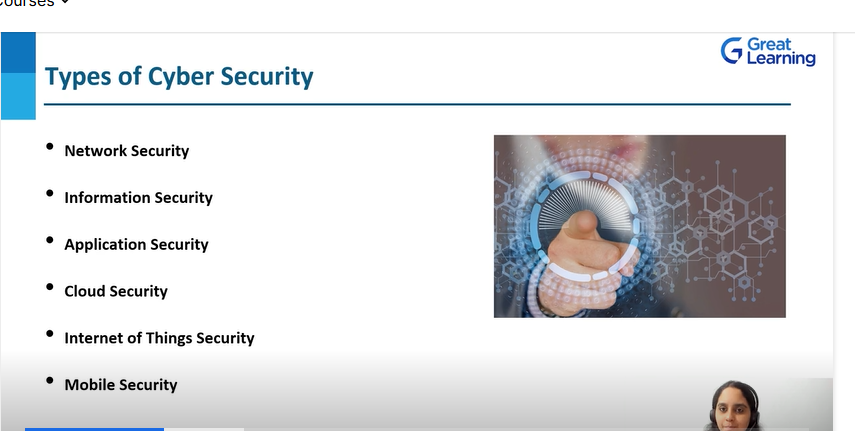 Courses
Great
Learning
Types of Cyber Security
• Network Security
• Information Security
• Application Security
• Cloud Security
• Internet of Things Security
• Mobile Security